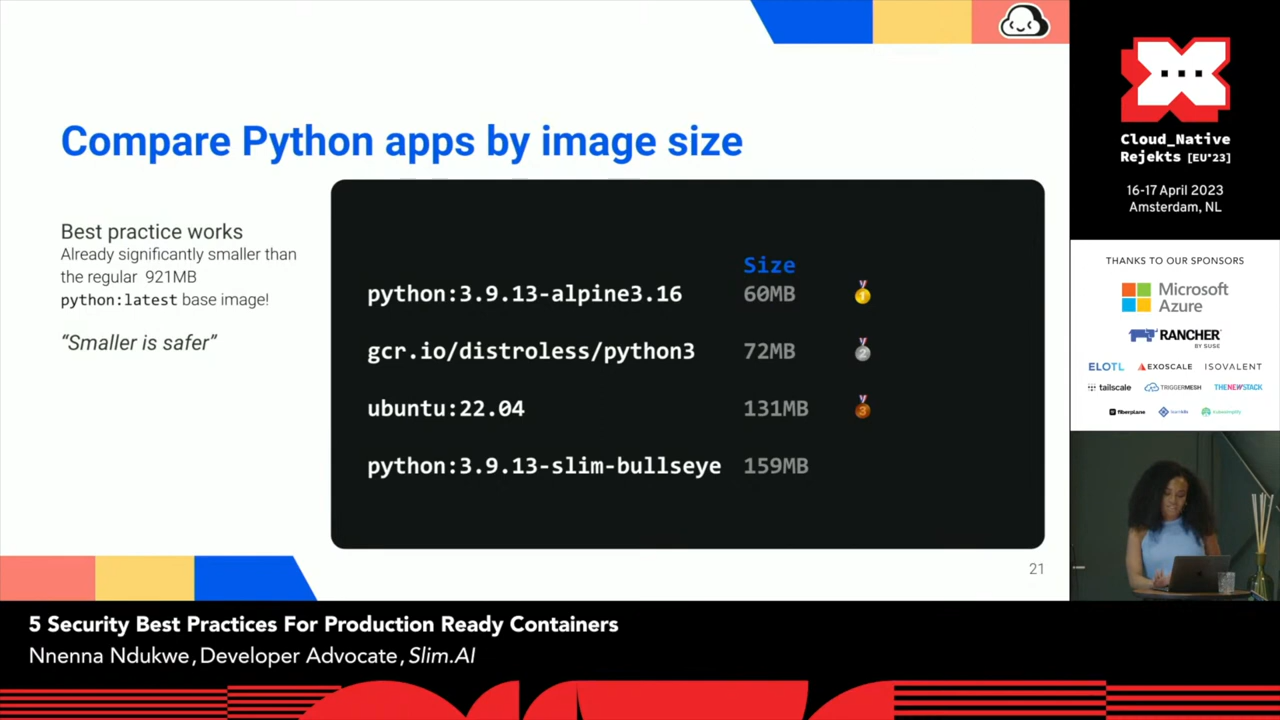 Compare Python apps by image size
Best practice works
Already significantly smaller than
the regular 921MB
python:latest base image!
“Smaller is safer”
Size
python:3.9.13-alpine3.16 60MB 1
gcr.io/distroless/python3 72MB 2
ubuntu:22.04 131MB 3
python:3.9.13-slim-bullseye 159MB
21
Cloud_Native
Rejekts [EU*23]
16-17 April 2023
Amsterdam, NL
THANKS TO OUR SPONSORS
Microsoft
Azure
RANCHER
BY SUSE
ELOTL EXOSCALE ISOVALENT
tailscale TRIGGERMESH THENEWSTACK
fiberplane
5 Security Best Practices For Production Ready Containers
Nnenna Ndukwe, Developer Advocate, Slim.AI